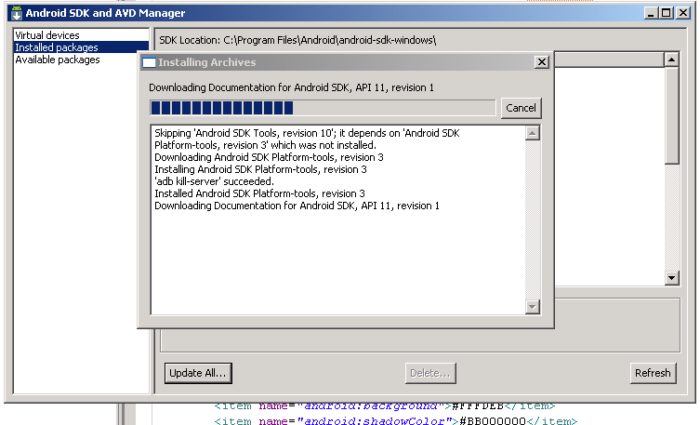 Android SDK and AVD Manager
Virtual devices
Installed packages
Available packages
SDK Location: C:\Program Files\Android\android-sdk-windows\
Installing Archives
Downloading Documentation for Android SDK, API 11, revision 1
Cancel
Skipping 'Android SDK Tools, revision 10'; it depends on 'Android SDK
Platform-tools, revision 3' which was not installed.
Downloading Android SDK Platform-tools, revision 3
Installing Android SDK Platform-tools, revision 3
'adb kill-server' succeeded.
Installed Android SDK Platform-tools, revision 3
Downloading Documentation for Android SDK, API 11, revision 1
Update All...
Delete...
Refresh
<item name="android:background">#FFFDEB</item>
<item name="android:shadowColor">#BB000000</item>